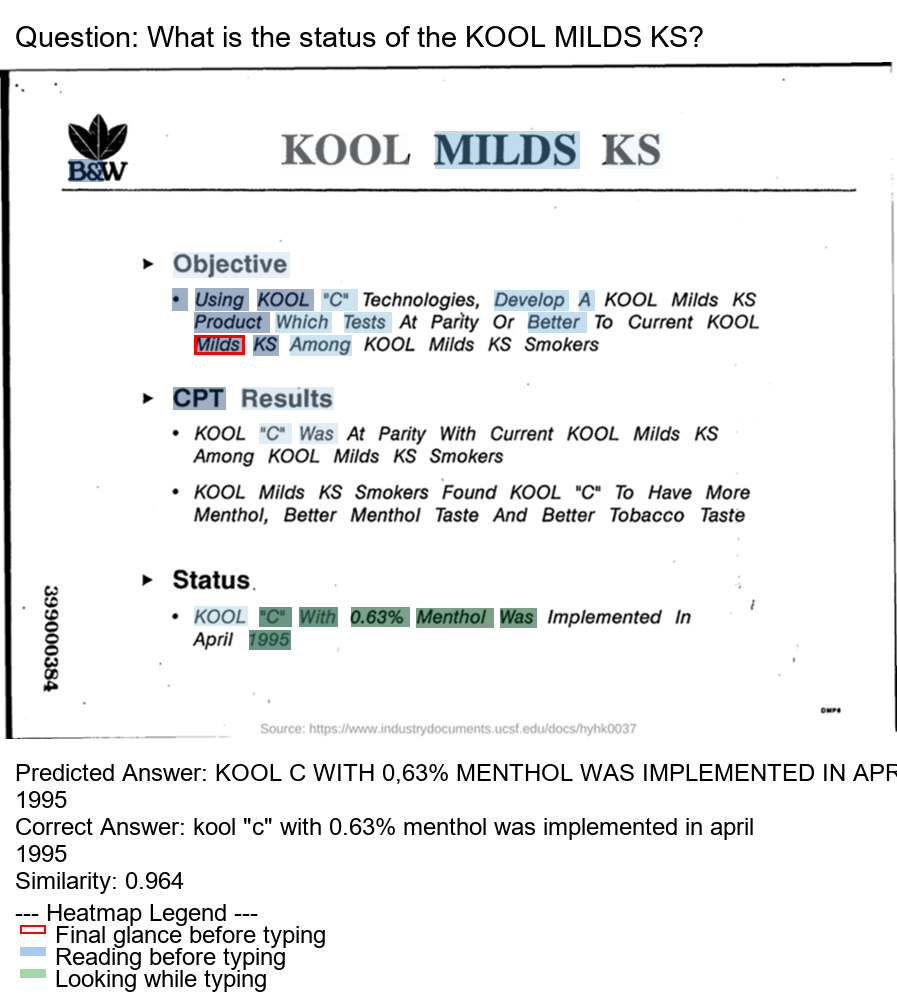 Question: What is the status of the KOOL MILDS KS?
B&W
KOOL MILDS KS
► Objective
• Using KOOL "C" Technologies, Develop A KOOL Milds KS
Product Which Tests At Parity Or Better To Current KOOL
Milds KS Among KOOL Milds KS Smokers
► CPT Results
• KOOL "C" Was At Parity With Current KOOL Milds KS
Among KOOL Milds KS Smokers
• KOOL Milds KS Smokers Found KOOL "C" To Have More
Menthol, Better Menthol Taste And Better Tobacco Taste
► Status
• KOOL "C" With 0.63% Menthol Was Implemented In
April 1995
399000384
DMP8
Source: https://www.industrydocuments.ucsf.edu/docs/hyhk0037
Predicted Answer: KOOL C WITH 0,63% MENTHOL WAS IMPLEMENTED IN APR
1995
Correct Answer: kool "c" with 0.63% menthol was implemented in april
1995
Similarity: 0.964
--- Heatmap Legend ---
Final glance before typing
Reading before typing
Looking while typing